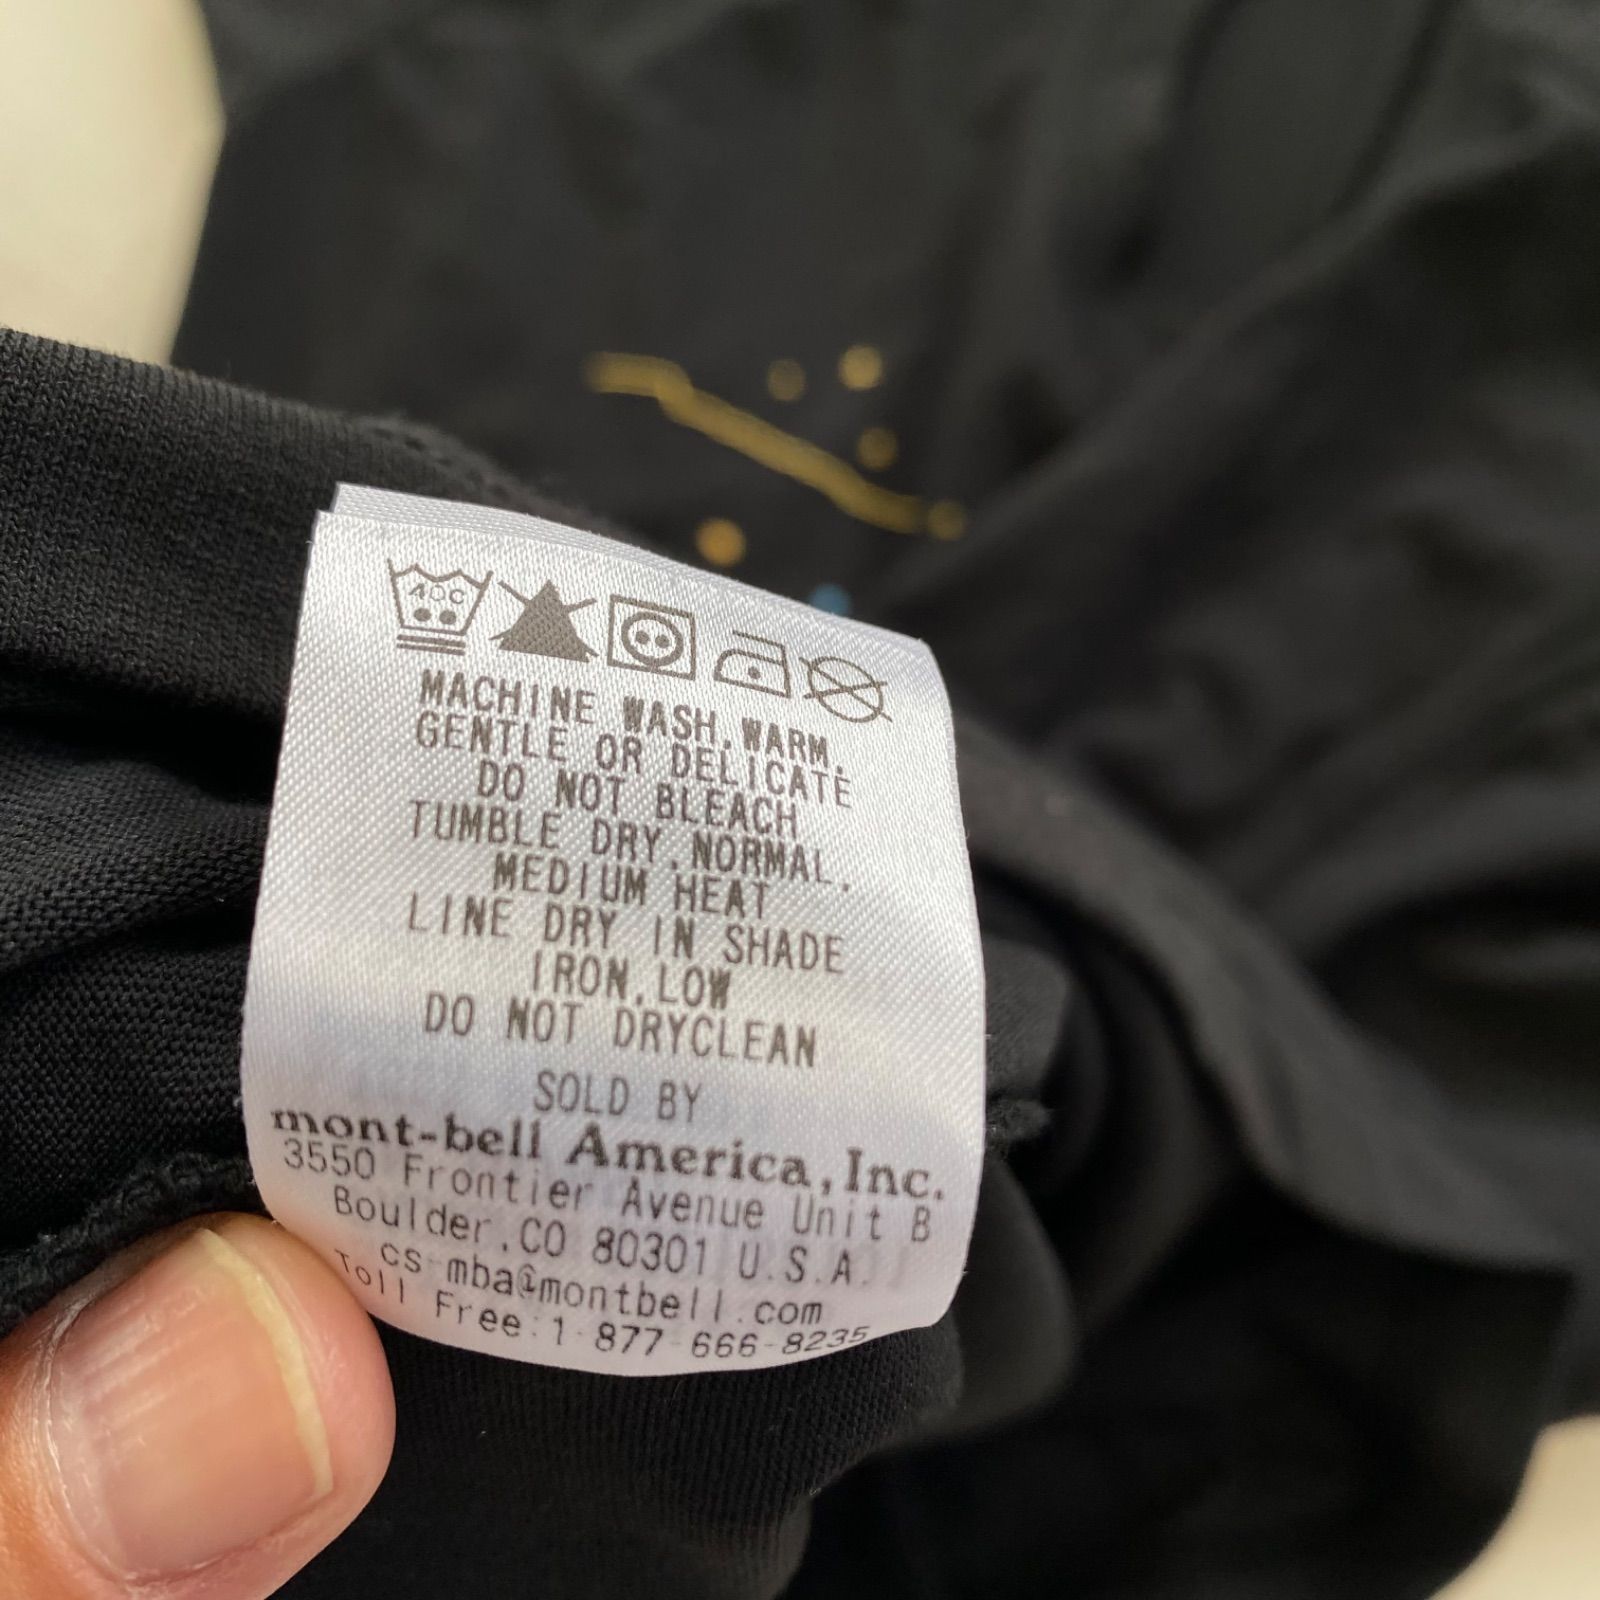 40C
MACHINE WASH, WARM,
GENTLE OR DELICATE
DO NOT BLEACH
TUMBLE DRY, NORMAL,
MEDIUM HEAT
LINE DRY IN SHADE
IRON, LOW
DO NOT DRYCLEAN
SOLD BY
mont-bell America, Inc.
3550 Frontier Avenue Unit B
Boulder, CO 80301 U.S.A.
cs-mba@montbell.com
Toll Free:1-877-666-8235